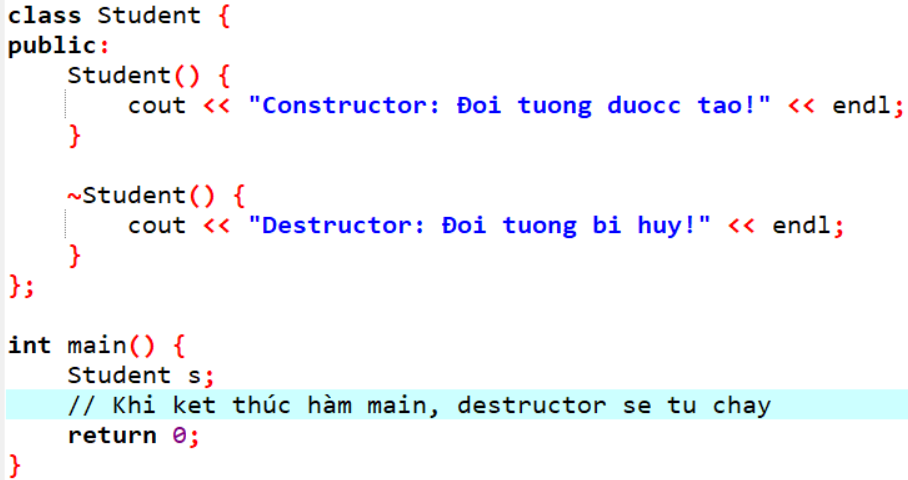 class Student {
public:
    Student() {
        cout << "Constructor: Đoi tuong duocc tao!" << endl;
    }

    ~Student() {
        cout << "Destructor: Đoi tuong bi huy!" << endl;
    }
};

int main() {
    Student s;
    // Khi ket thúc hàm main, destructor se tu chay
    return 0;
}